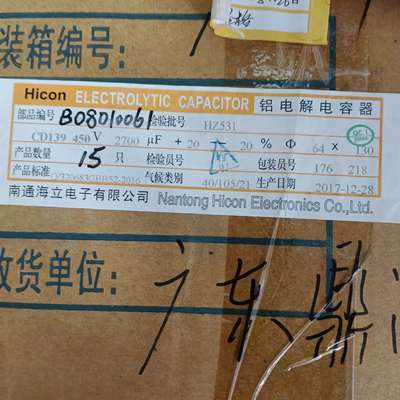 装箱编号:
Hicon ELECTROLYTIC CAPACITOR 铝电解电容器
部品编号 B08010061 检验批号 HZ531
CD139 450 V 2700 μF + 20 20 % Φ 64 x 130
产品数量 15 只 检验员号 包装员号 176 218
产品标准 气候类别 40/105/21 生产日期 2017-12-28
南通海立电子有限公司 Nantong Hicon Electronics Co.,Ltd.
收货单位: 广东